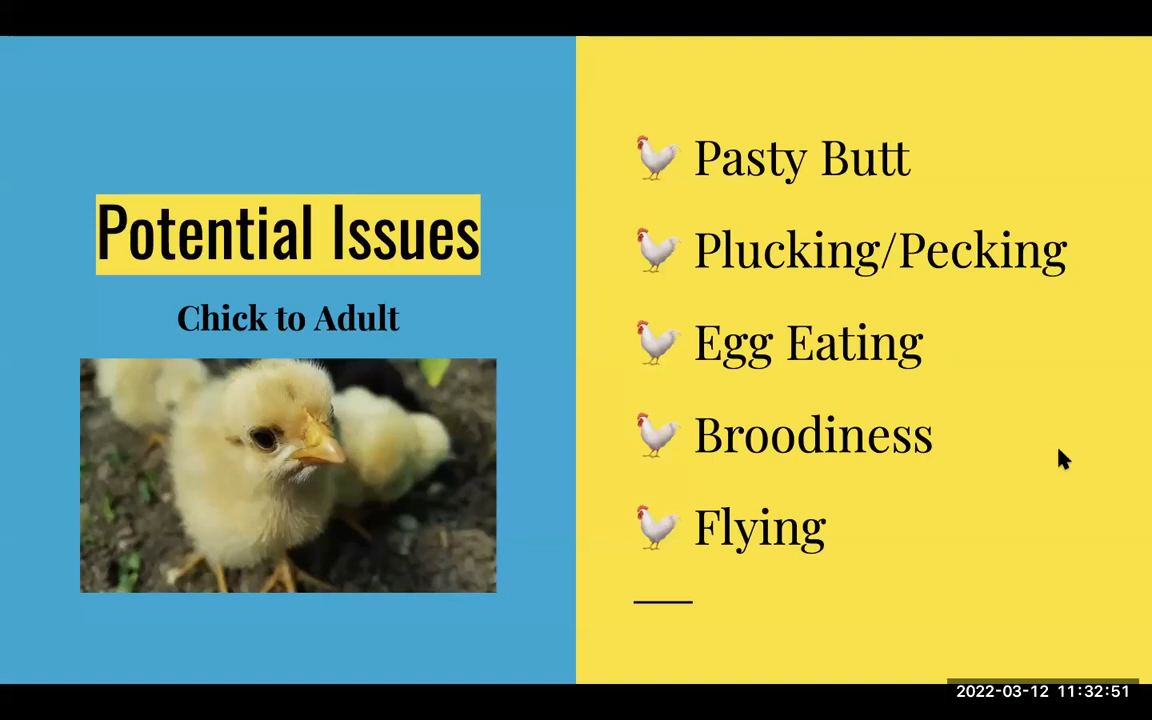 Potential Issues
Chick to Adult
Pasty Butt
Plucking/Pecking
Egg Eating
Broodiness
Flying
2022-03-12 11:32:51